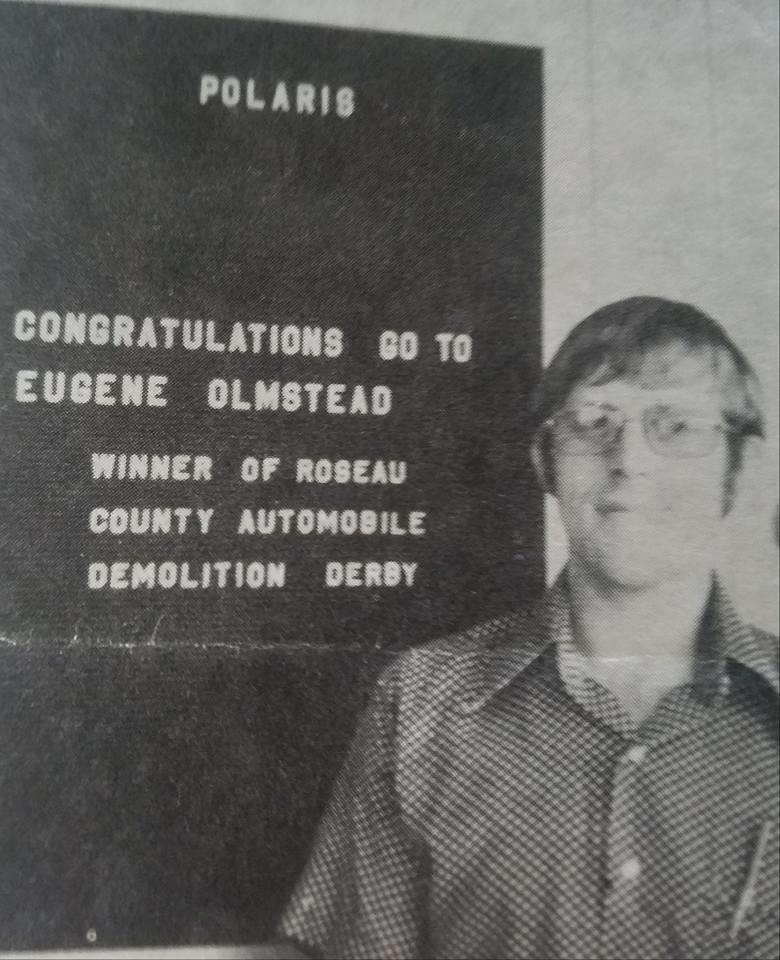 POLARIS
CONGRATULATIONS GO TO
EUGENE OLMSTEAD
WINNER OF ROSEAU
COUNTY AUTOMOBILE
DEMOLITION DERBY